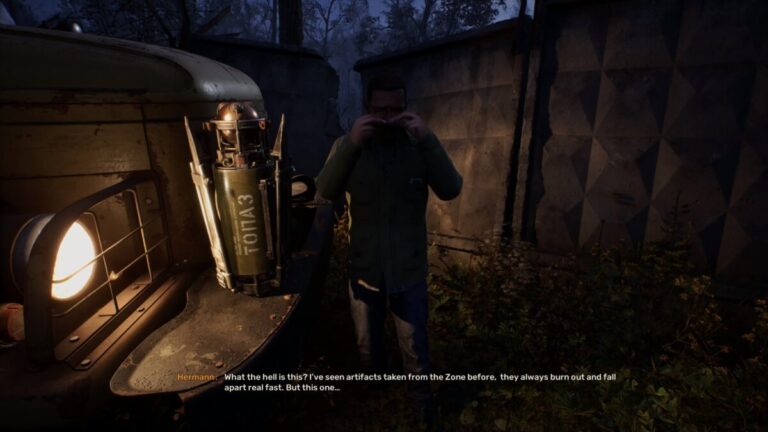 ТОПАЗ
Hermann: What the hell is this? I've seen artifacts taken from the Zone before, they always burn out and fall
apart real fast. But this one...